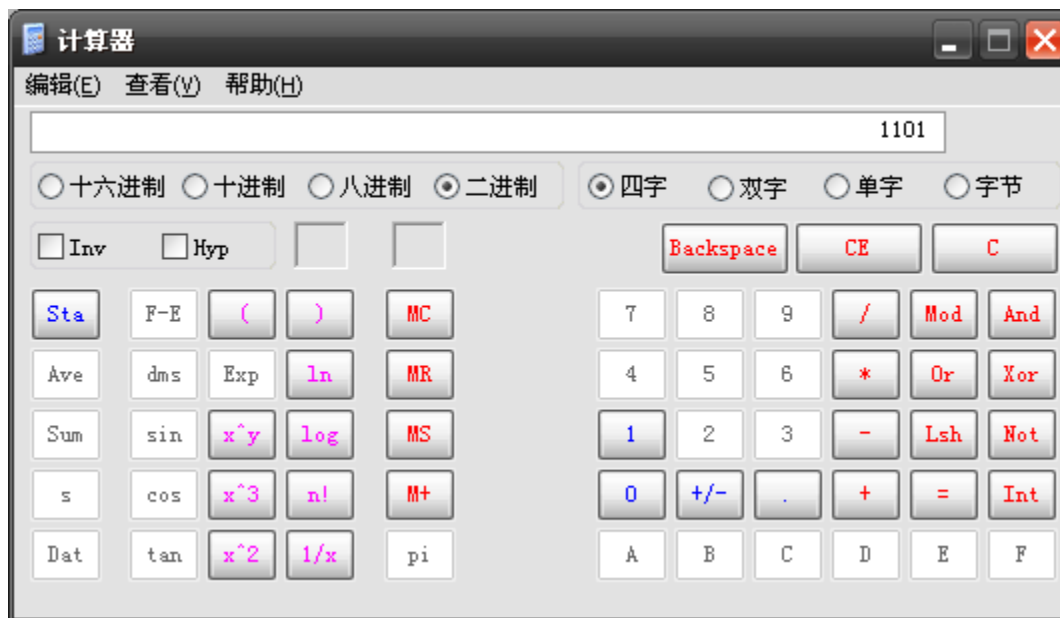 计算器
编辑(E) 查看(V) 帮助(H)
1101
十六进制 十进制 八进制 二进制 四字 双字 单字 字节
Inv Hyp Backspace CE C
Sta F-E ( ) MC 7 8 9 / Mod And
Ave dms Exp ln MR 4 5 6 * Or Xor
Sum sin x^y log MS 1 2 3 - Lsh Not
s cos x^3 n! M+ 0 +/- . + = Int
Dat tan x^2 1/x pi A B C D E F